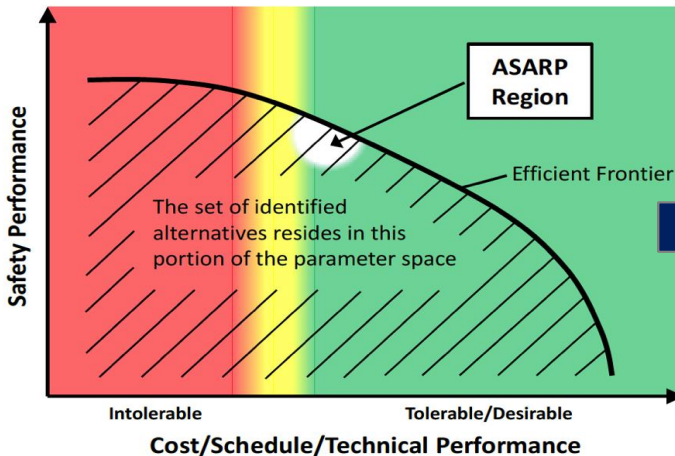 Safety Performance
ASARP
Region
Efficient Frontier
The set of identified
alternatives resides in this
portion of the parameter space
Intolerable
Tolerable/Desirable
Cost/Schedule/Technical Performance